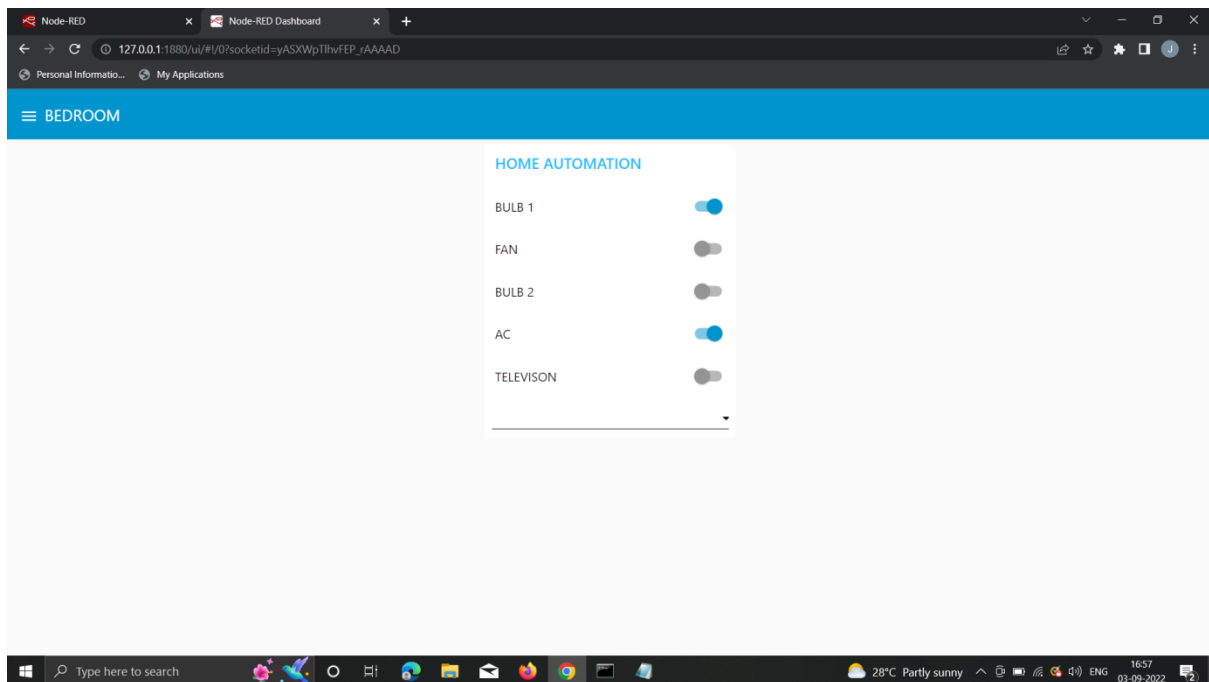 Node-RED
Node-RED Dashboard
127.0.0.1:1880/ui/#!/0?socketid=yASXWpTlhvFEP_rAAAAD
J
Personal Informatio...
My Applications
BEDROOM
HOME AUTOMATION
BULB 1
FAN
BULB 2
AC
TELEVISON
Type here to search
28°C Partly sunny
ENG
16:57
03-09-2022
2